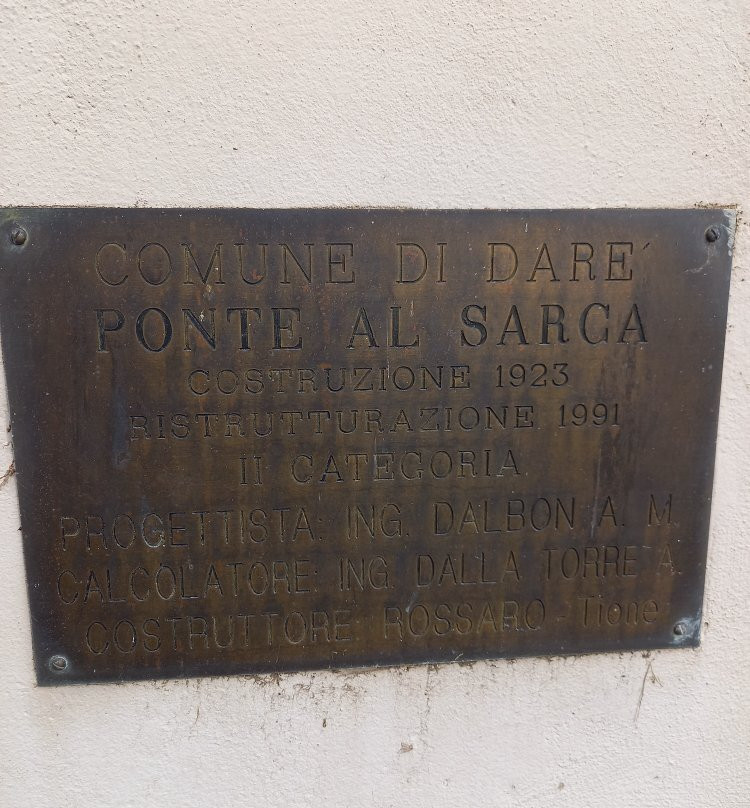 COMUNE DI DARE´
PONTE AL SARCA
COSTRUZIONE 1923
RISTRUTTURAZIONE 1991
II CATEGORIA
PROGETTISTA: ING. DALBON A. M.
CALCOLATORE: ING. DALLA TORRE A.
COSTRUTTORE: ROSSARO - Tione